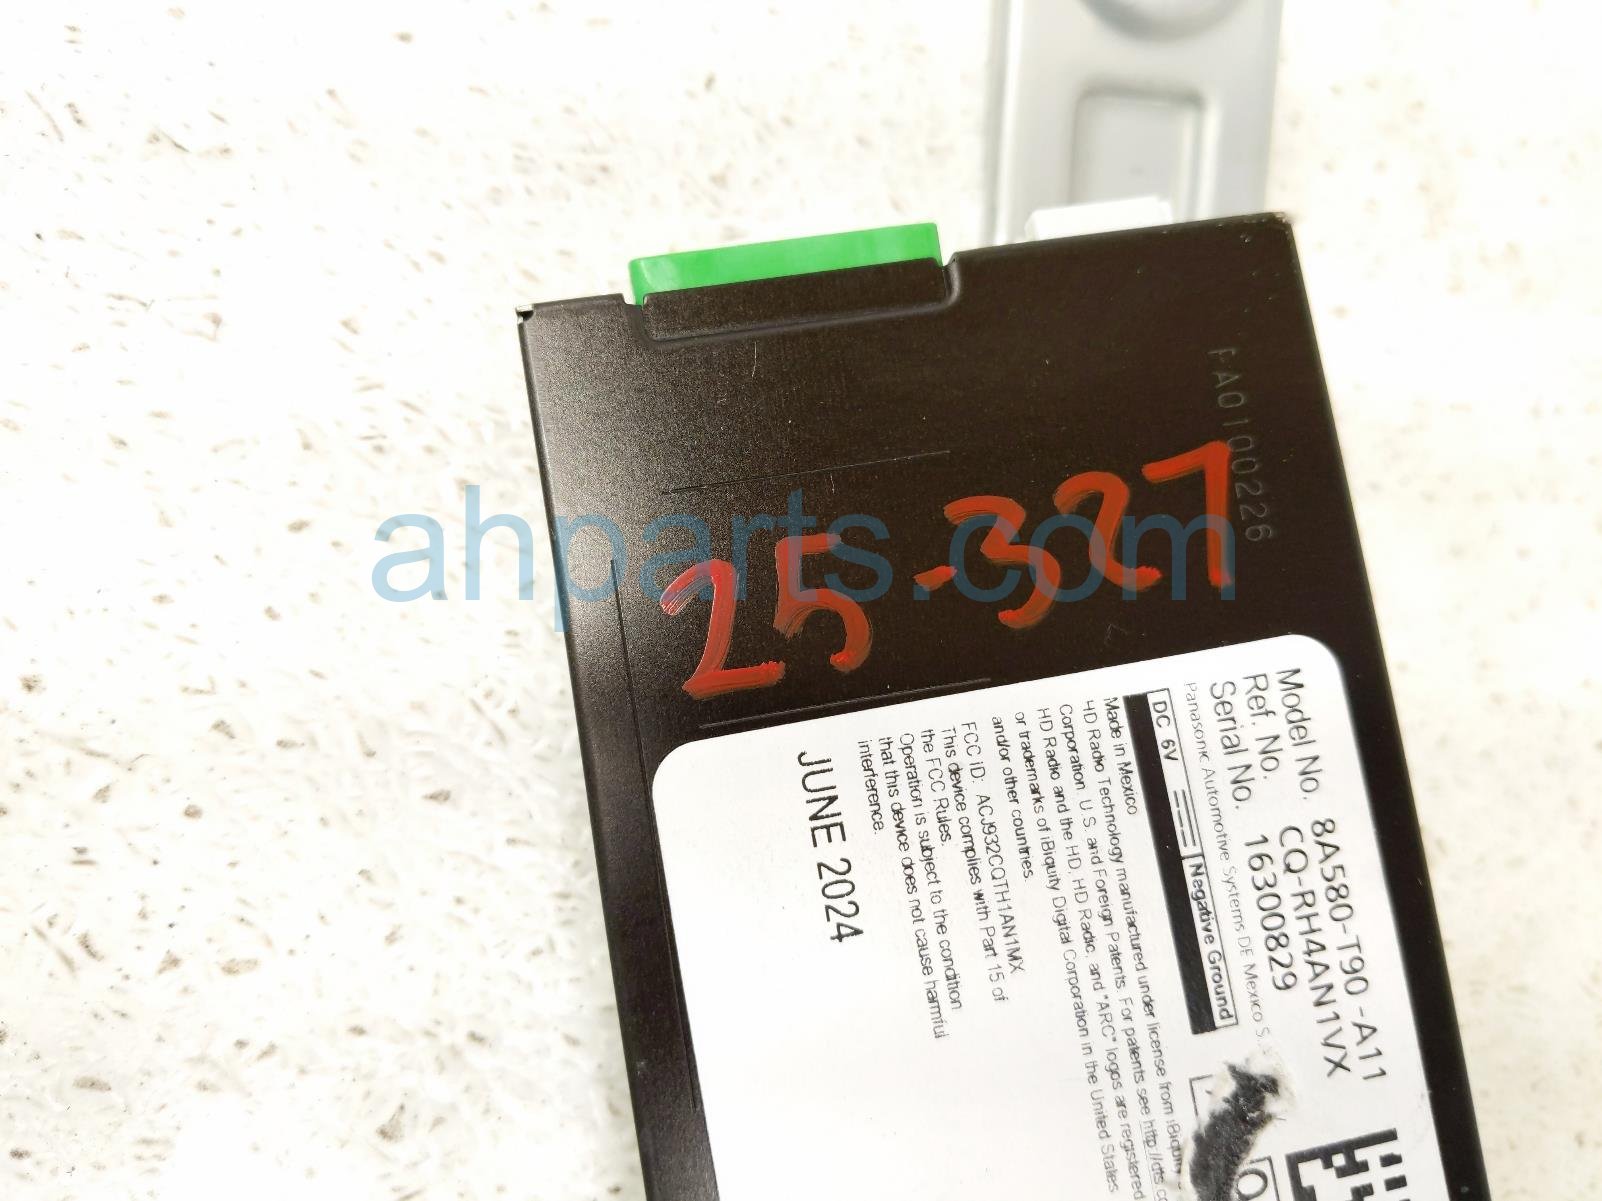 PA0100226
25-327
ahparts.com
Model No. 8A580-T90-A11
Ref. No. CQ-RH4AN1VX
Serial No. 16300829
Panasonic Automotive Systems DE Mexico S.
DC 6V Negative Ground
Made in Mexico
HD Radio Technology manufactured under license from iBiquity
Corporation. U.S. and Foreign Patents. For patents see http://dts.co
HD Radio and the HD, HD Radio, and "ARC" logos are registered
or trademarks of iBiquity Digital Corporation in the United States
and/or other countries.
FCC ID: ACJ932CQTH1AN1MX
This device complies with Part 15 of
the FCC Rules.
Operation is subject to the condition
that this device does not cause harmful
interference.
JUNE 2024